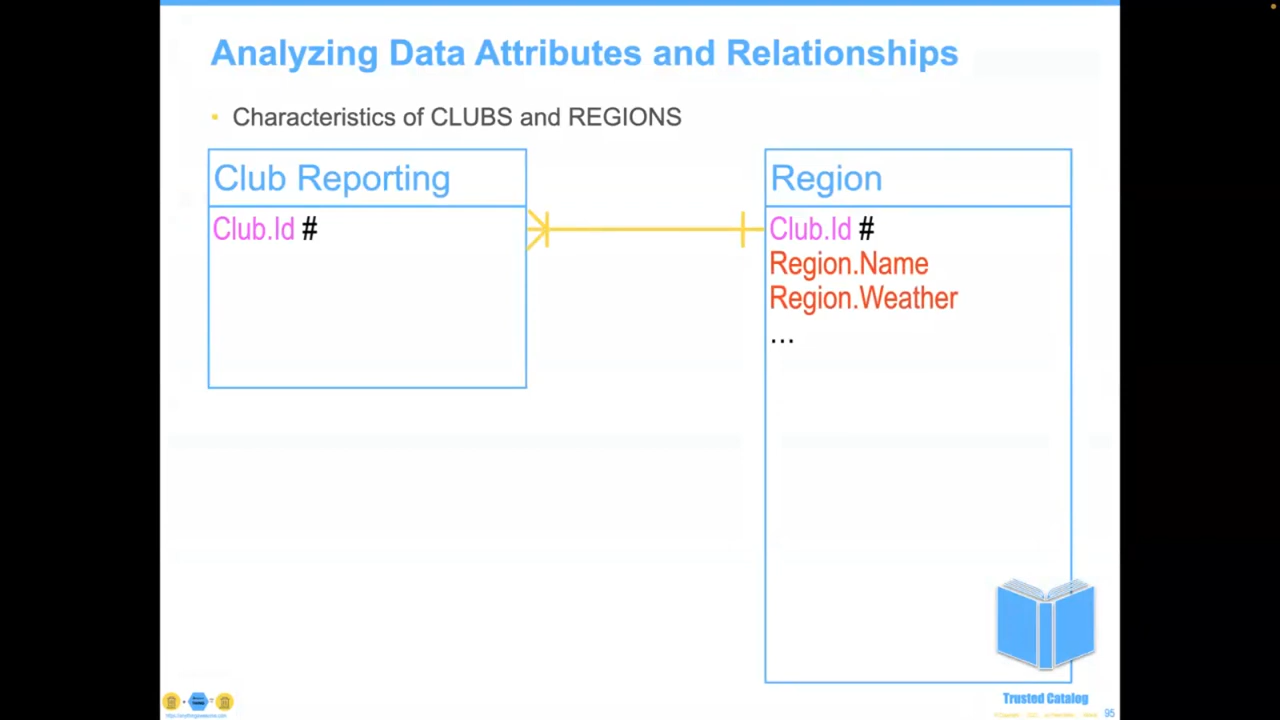 Analyzing Data Attributes and Relationships
▪ Characteristics of CLUBS and REGIONS
Club Reporting
Club.Id #
Region
Club.Id #
Region.Name
Region.Weather
...
Trusted Catalog
95